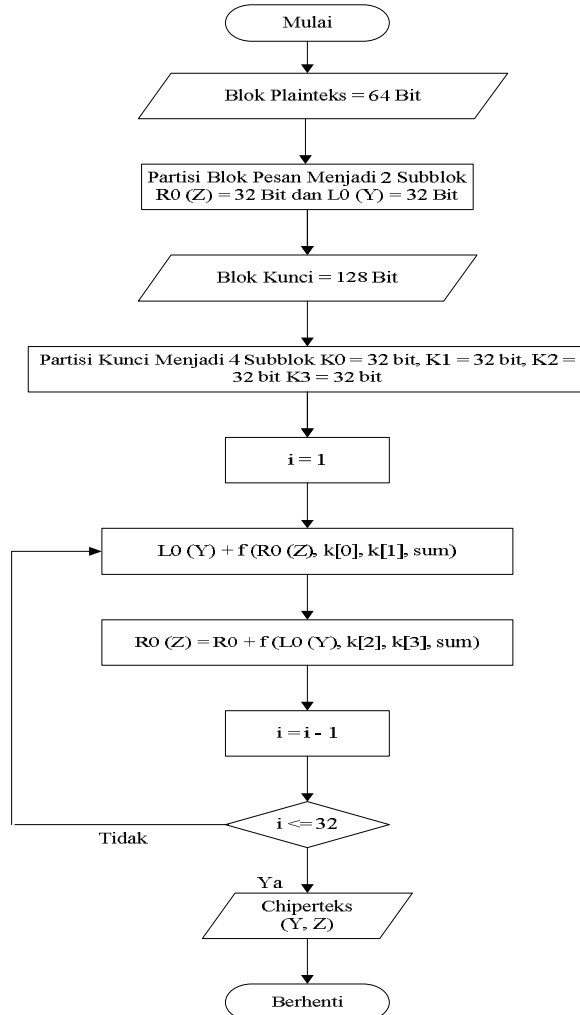 Mulai
Blok Plainteks = 64 Bit
Partisi Blok Pesan Menjadi 2 Subblok
R0 (Z) = 32 Bit dan L0 (Y) = 32 Bit
Blok Kunci = 128 Bit
Partisi Kunci Menjadi 4 Subblok K0 = 32 bit, K1 = 32 bit, K2 =
32 bit K3 = 32 bit
i = 1
L0 (Y) + f (R0 (Z), k[0], k[1], sum)
R0 (Z) = R0 + f (L0 (Y), k[2], k[3], sum)
i = i - 1
i <= 32
Tidak
Ya
Chiperteks
(Y, Z)
Berhenti